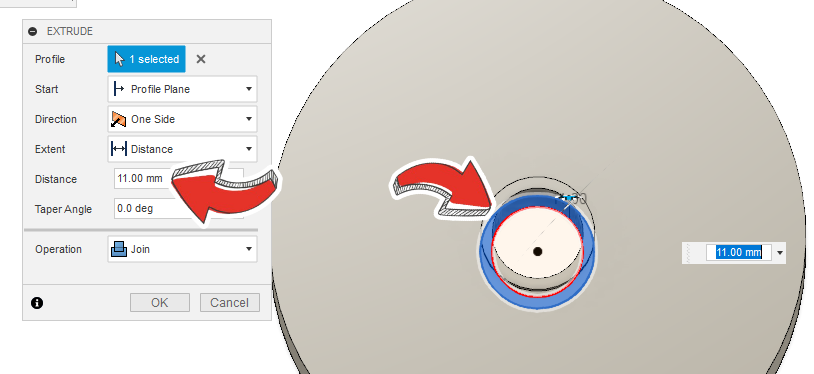 EXTRUDE
Profile 1 selected
Start Profile Plane
Direction One Side
Extent Distance
Distance 11.00 mm
Taper Angle 0.0 deg
11.00 mm
Operation Join
OK Cancel